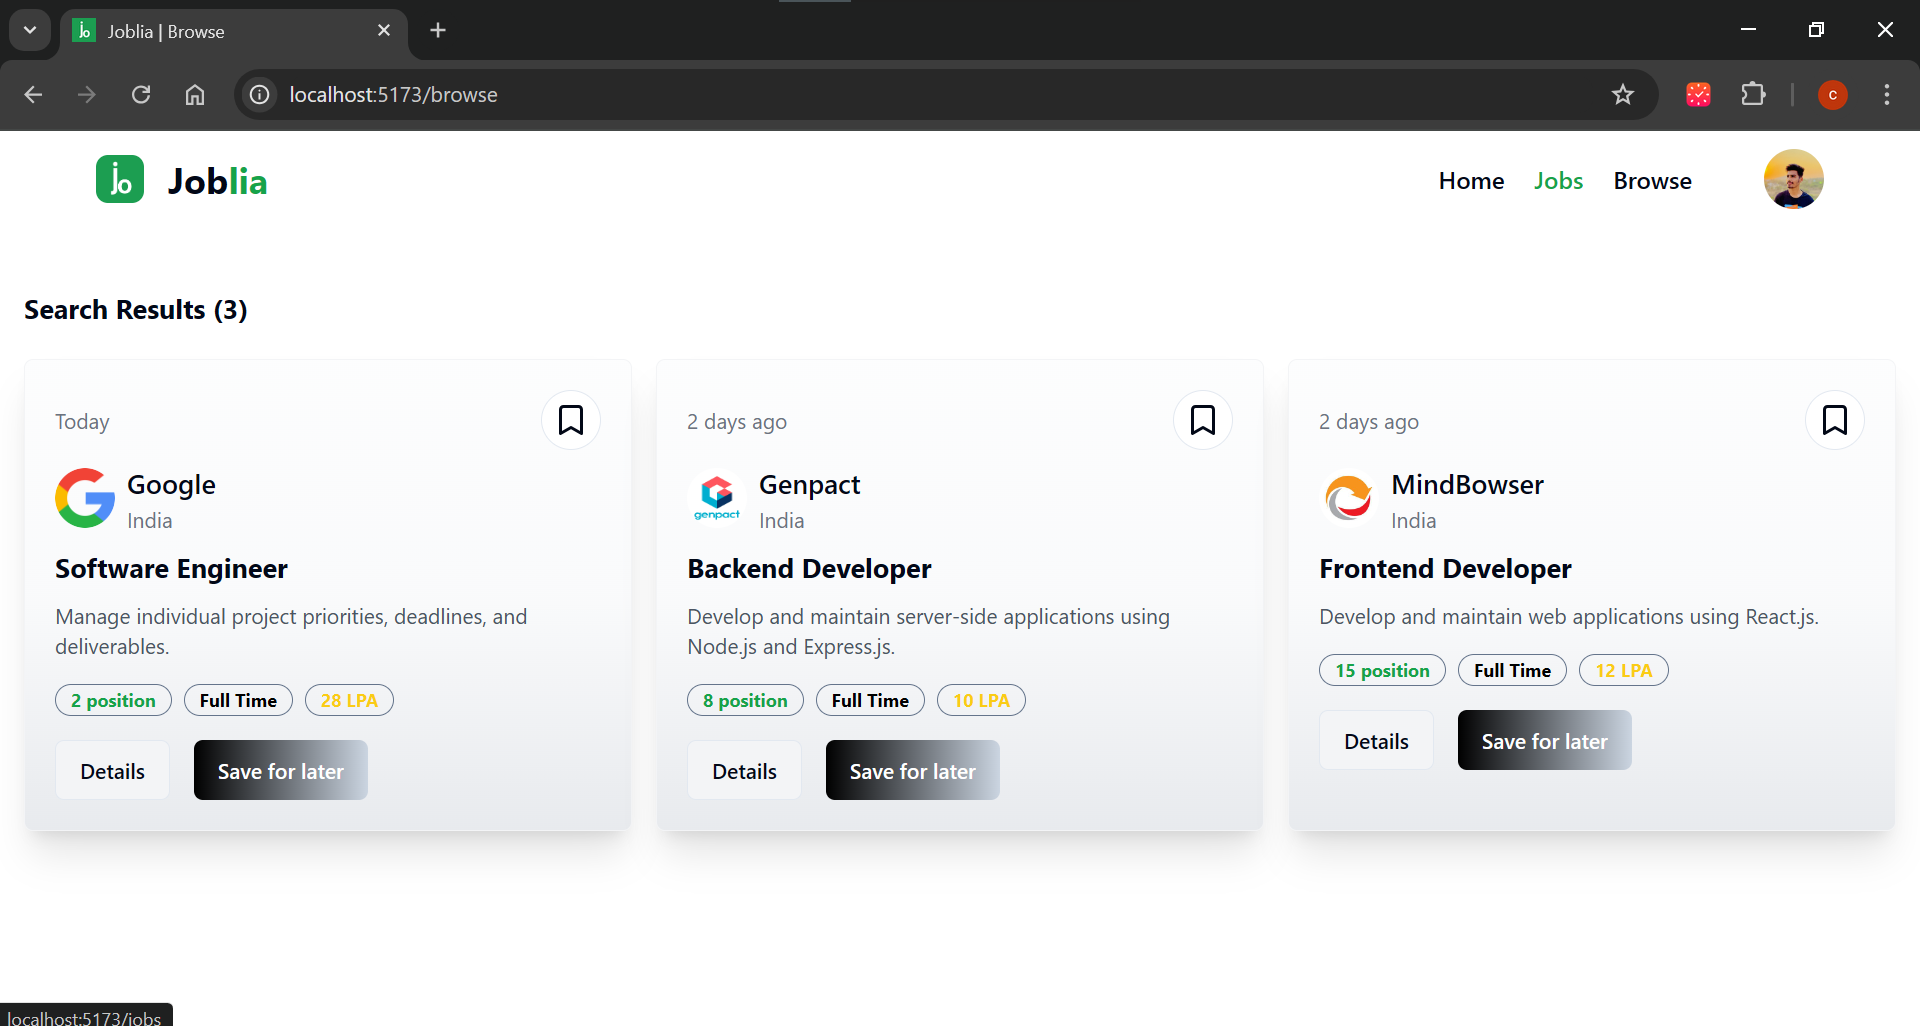 Joblia | Browse
localhost:5173/browse
c
jo Joblia
Home Jobs Browse
Search Results (3)
Today
Google
India
Software Engineer
Manage individual project priorities, deadlines, and
deliverables.
2 position Full Time 28 LPA
Details Save for later
2 days ago
genpact
Genpact
India
Backend Developer
Develop and maintain server-side applications using
Node.js and Express.js.
8 position Full Time 10 LPA
Details Save for later
2 days ago
MindBowser
India
Frontend Developer
Develop and maintain web applications using React.js.
15 position Full Time 12 LPA
Details Save for later
localhost:5173/jobs